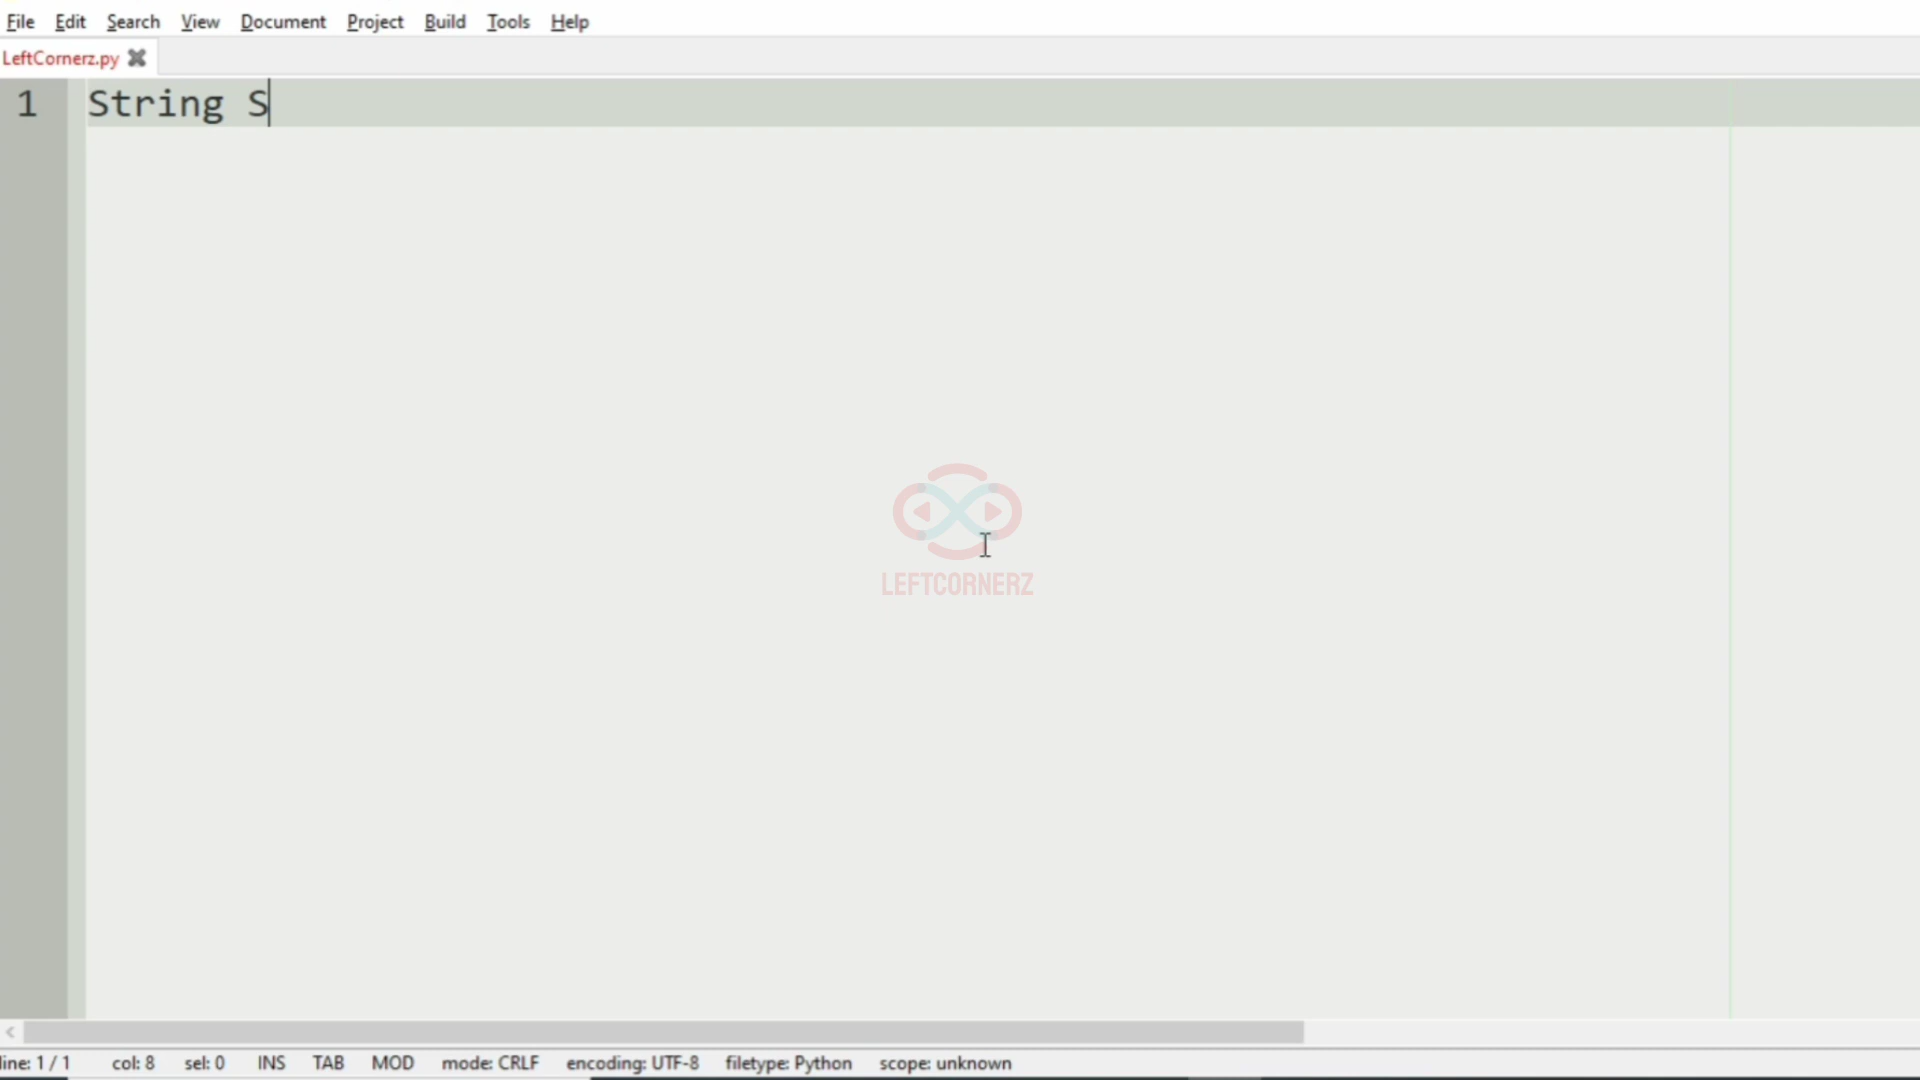 File Edit Search View Document Project Build Tools Help
LeftCornerz.py
1 String S
LEFTCORNERZ
line: 1 / 1 col: 8 sel: 0 INS TAB MOD mode: CRLF encoding: UTF-8 filetype: Python scope: unknown